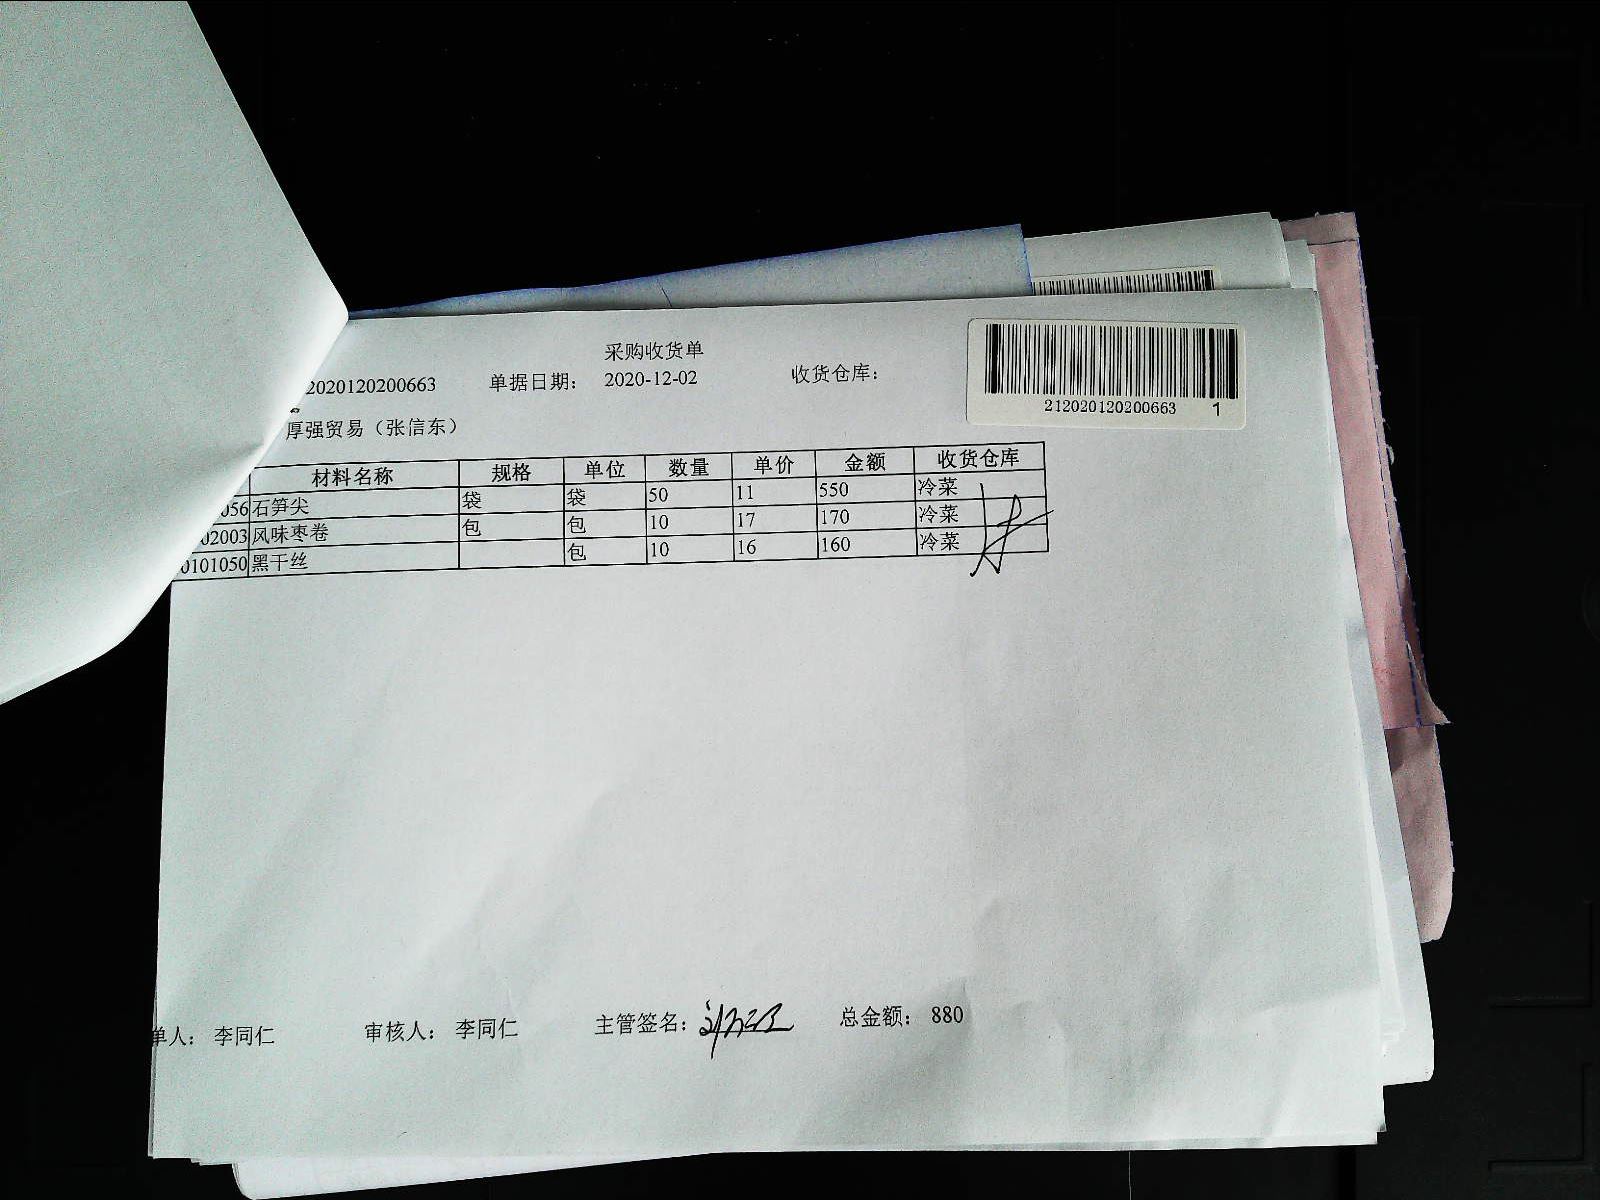 采购收货单
2020120200663 单据日期： 2020-12-02 收货仓库：
212020120200663 1
厚强贸易（张信东）
材料名称 规格 单位 数量 单价 金额 收货仓库
056 石笋尖 袋 袋 50 11 550 冷菜
02003 风味枣卷 包 包 10 17 170 冷菜
0101050 黑干丝 包 10 16 160 冷菜
单人： 李同仁 审核人： 李同仁 主管签名： 总金额： 880